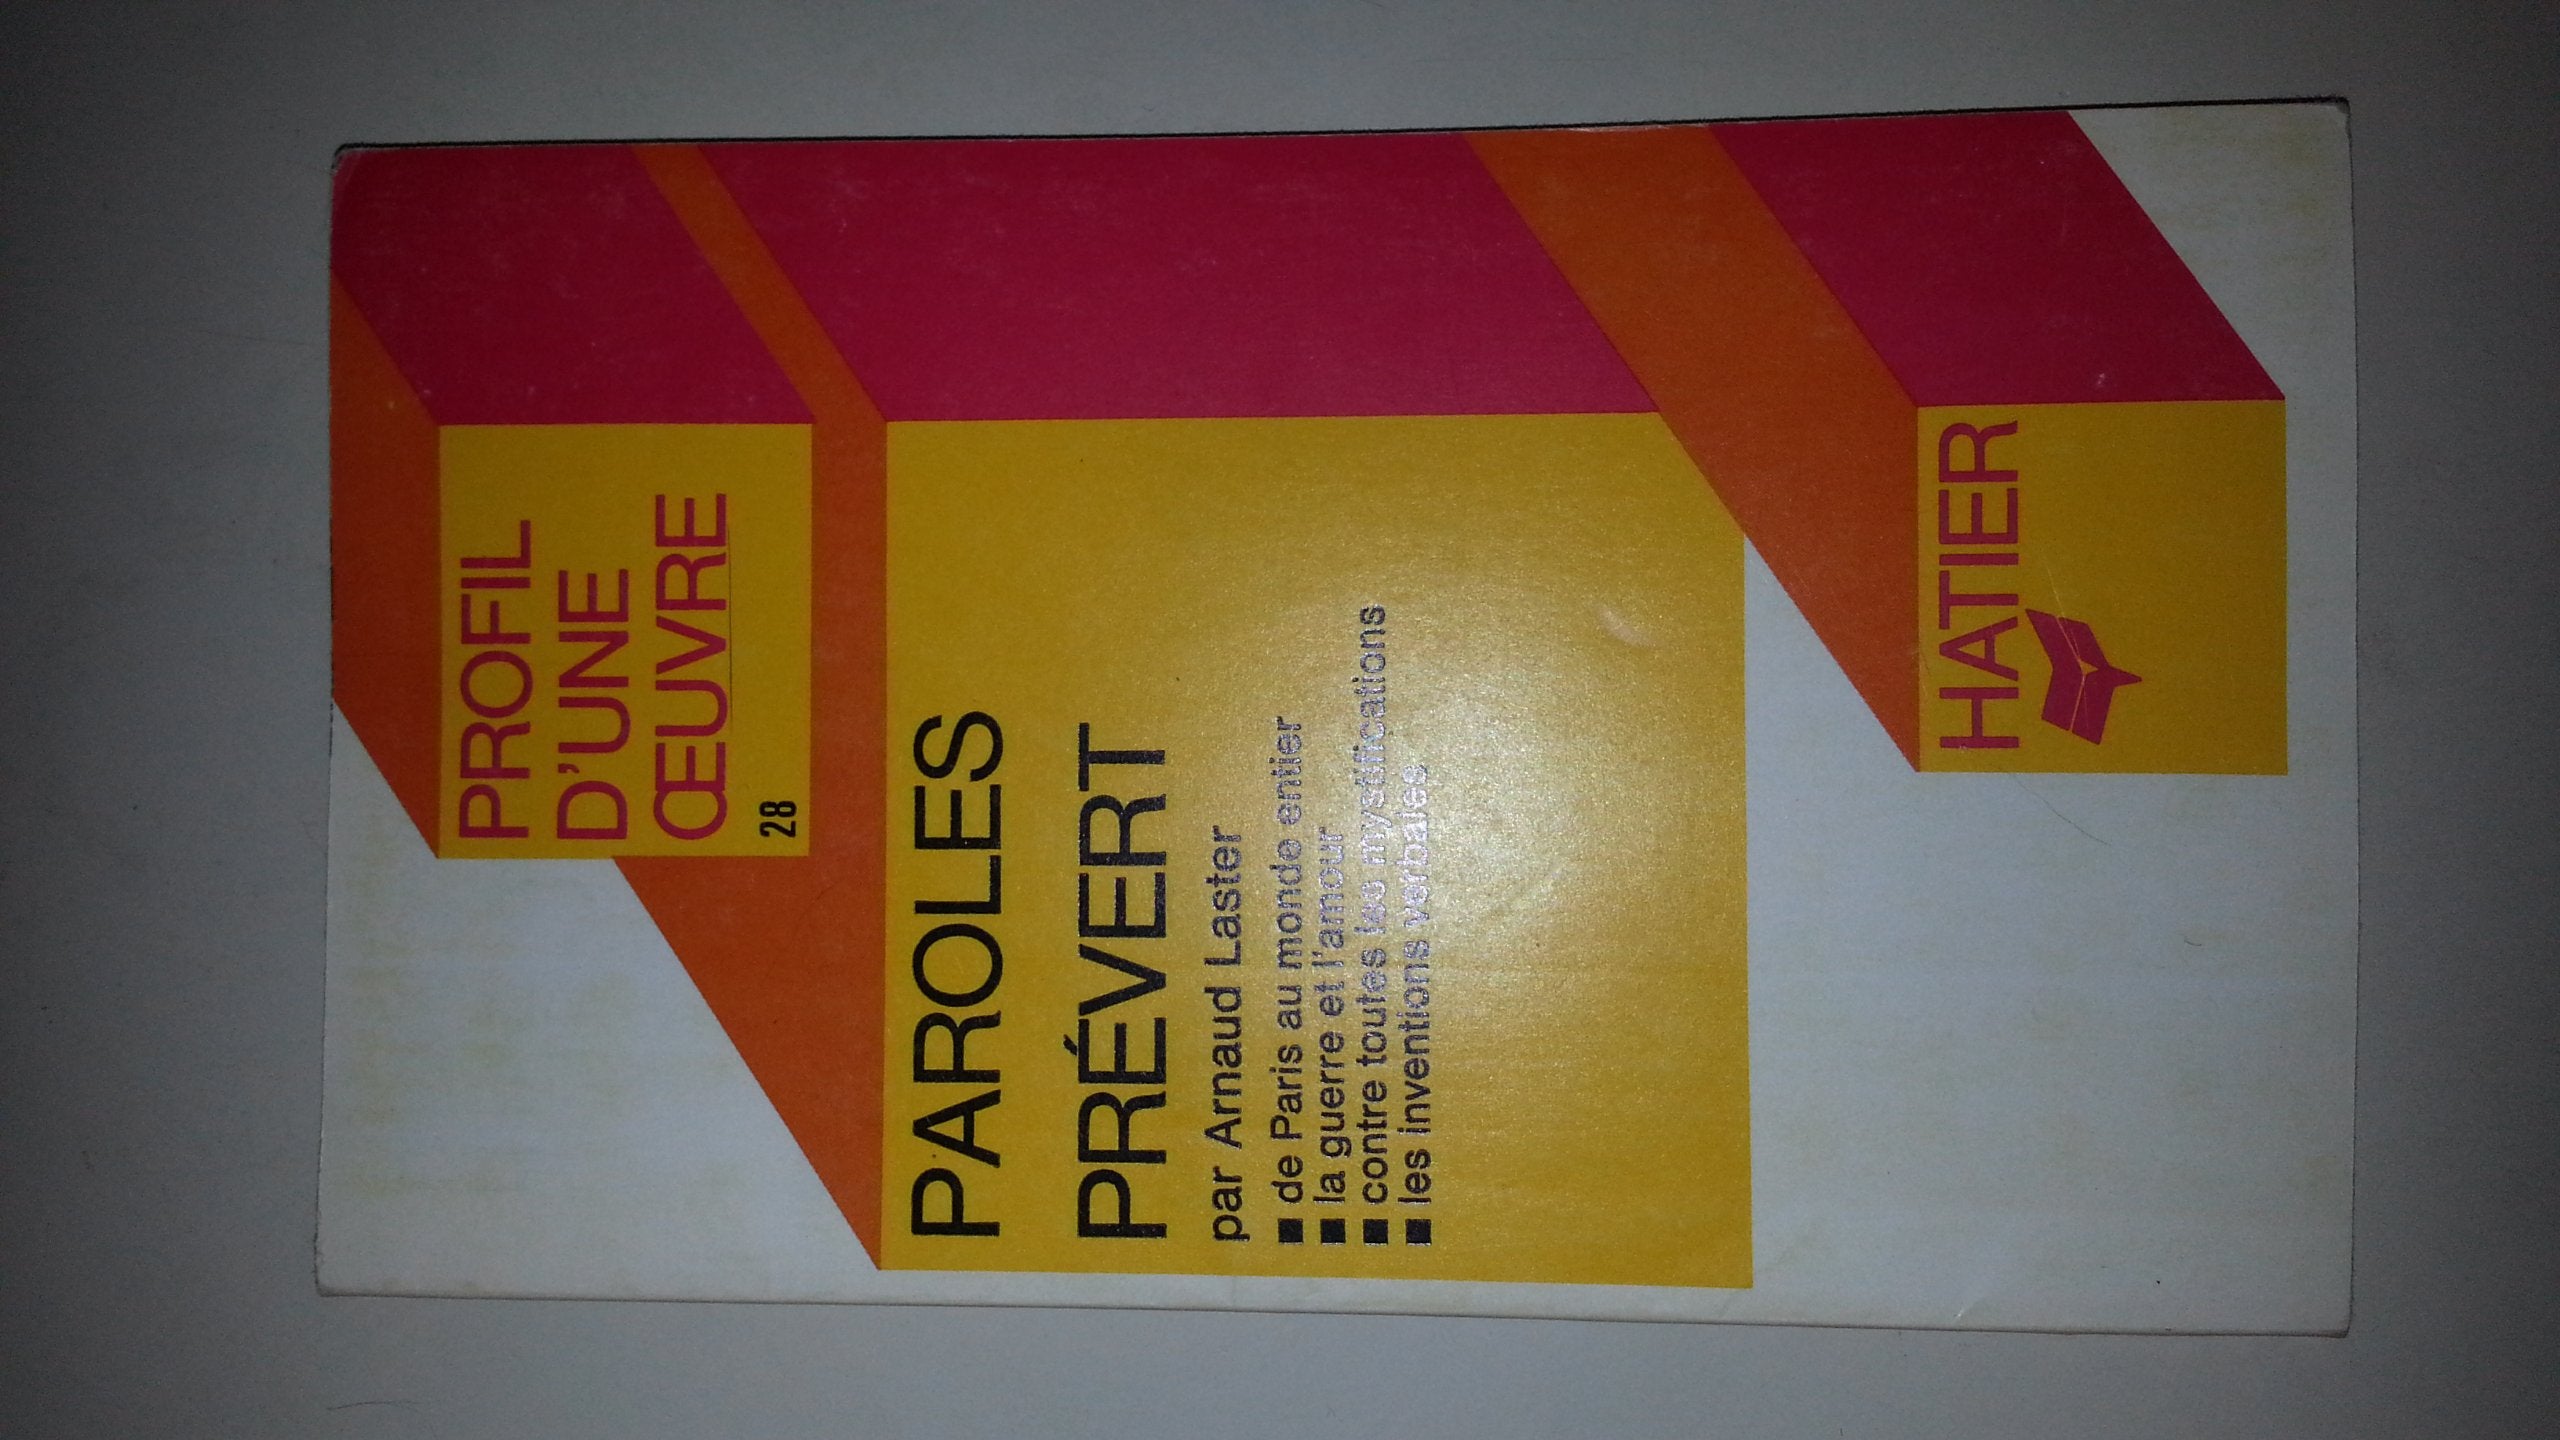 PROFIL
D'UNE
ŒUVRE
28
PAROLES
PRÉVERT
par Arnaud Laster
■ de Paris au monde entier
■ la guerre et l'amour
■ contre toutes les mystifications
■ les inventions verbales
HATIER